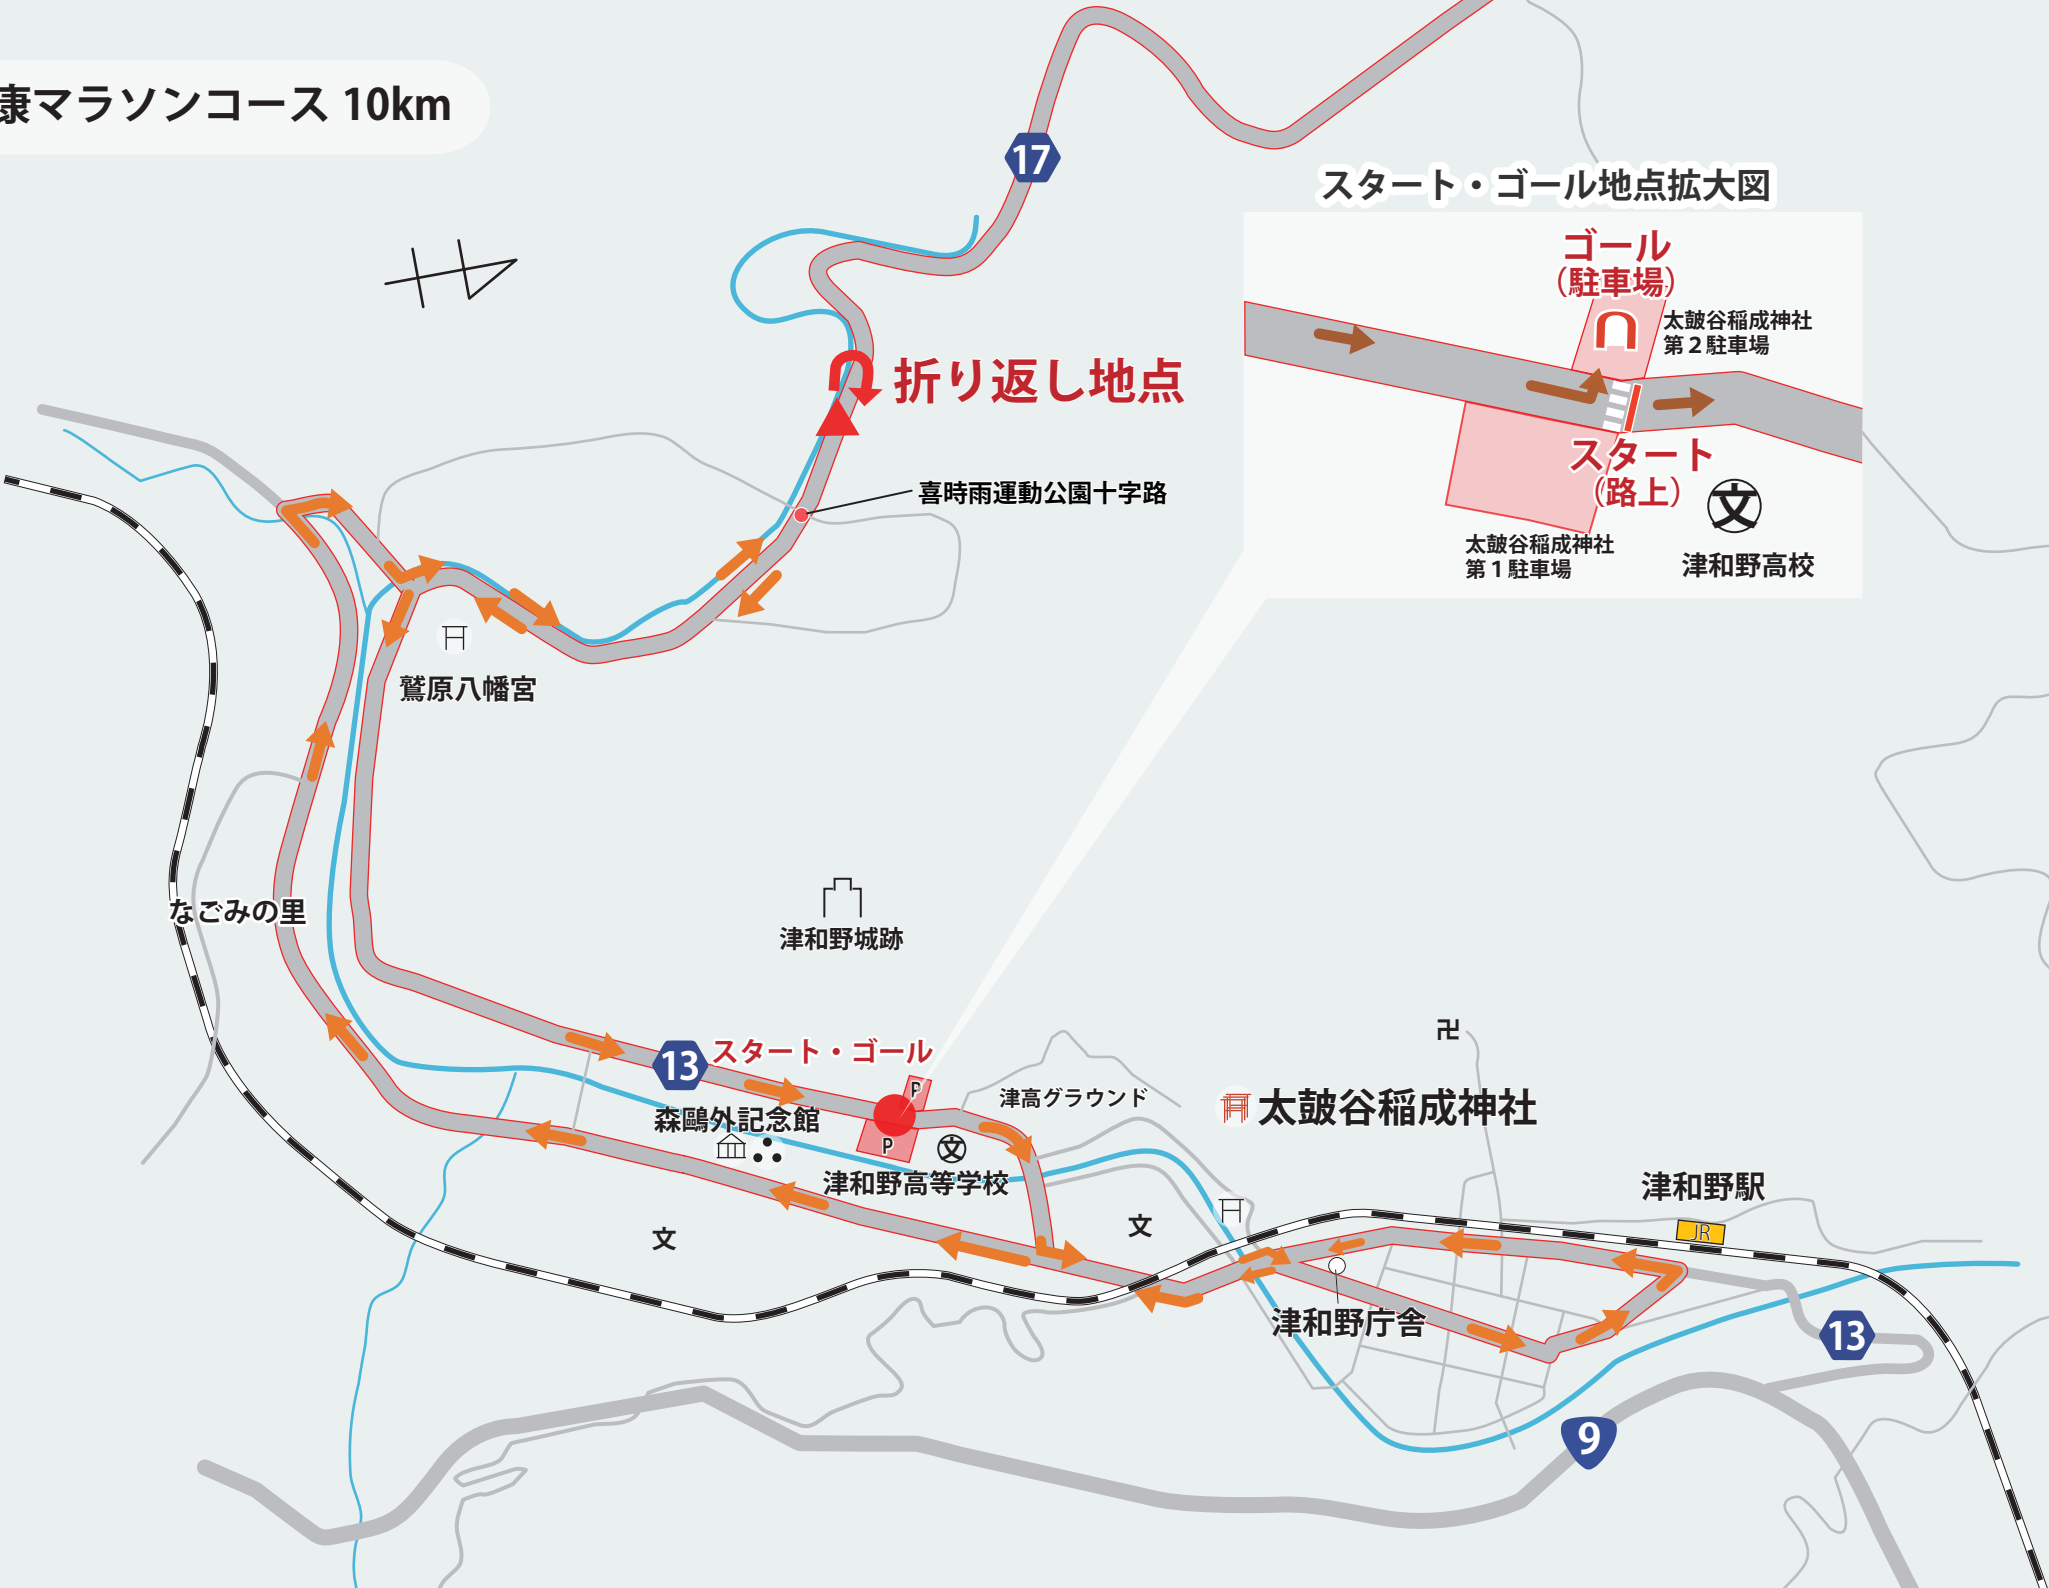 康マラソンコース 10km
17
スタート・ゴール地点拡大図
ゴール
（駐車場）
太皷谷稲成神社
第２駐車場
スタート
（路上）
文
太皷谷稲成神社
第１駐車場
津和野高校
折り返し地点
喜時雨運動公園十字路
鷲原八幡宮
なごみの里
津和野城跡
13
スタート・ゴール
P
津高グラウンド
卍
太皷谷稲成神社
森鷗外記念館
P
文
津和野高等学校
文
文
津和野駅
JR
津和野庁舎
13
9